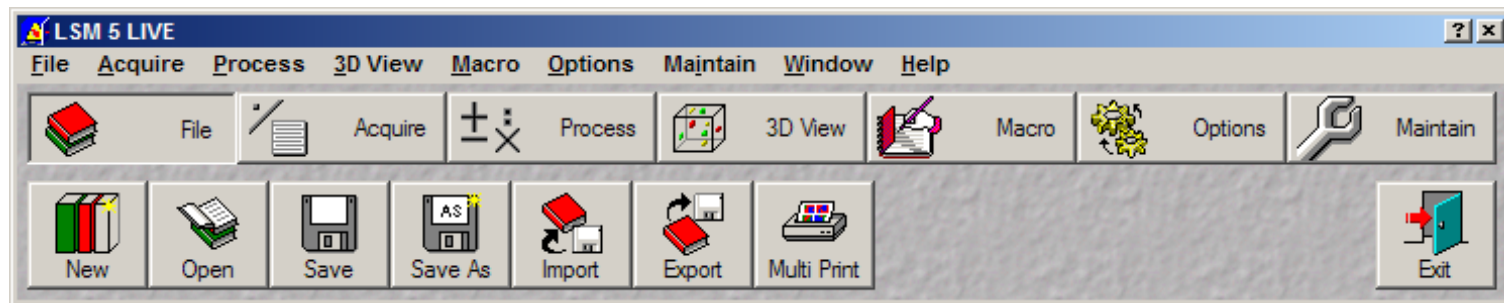 LSM 5 LIVE
File Acquire Process 3D View Macro Options Maintain Window Help
File Acquire Process 3D View Macro Options Maintain
AS
New Open Save Save As Import Export Multi Print Exit